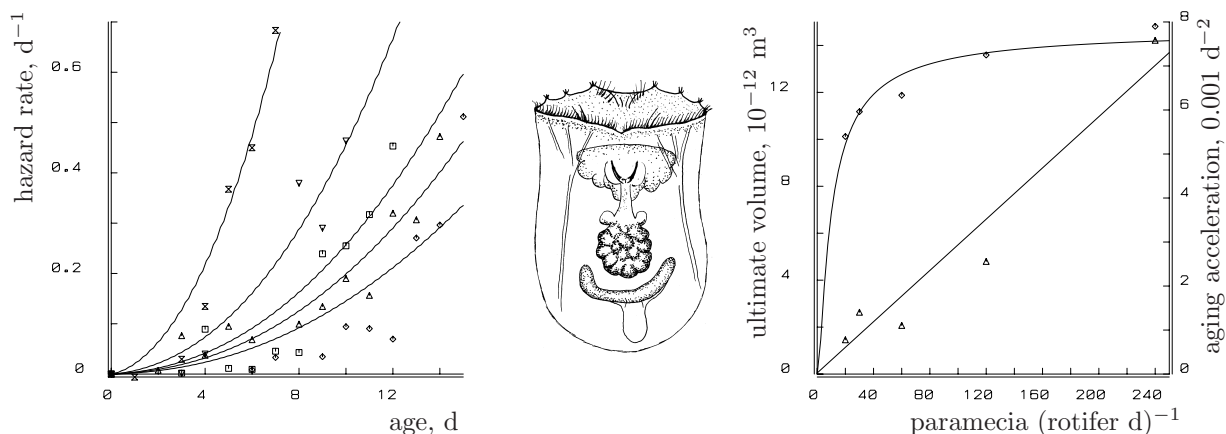 hazard rate, d⁻¹
0.6
0.4
0.2
0
0 4 8 12
age, d
ultimate volume, 10⁻¹² m³
12
8
4
0
0 40 80 120 160 200 240
paramecia (rotifer d)⁻¹
8
6
4
2
0
aging acceleration, 0.001 d⁻²